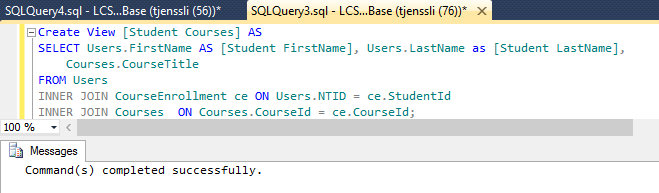 SQLQuery4.sql - LCS...Base (tjenssli (56))* SQLQuery3.sql - LCS...Base (tjenssli (76))*
Create View [Student Courses] AS
SELECT Users.FirstName AS [Student FirstName], Users.LastName as [Student LastName],
Courses.CourseTitle
FROM Users
INNER JOIN CourseEnrollment ce ON Users.NTID = ce.StudentId
INNER JOIN Courses  ON Courses.CourseId = ce.CourseId;
100 %
Messages
Command(s) completed successfully.